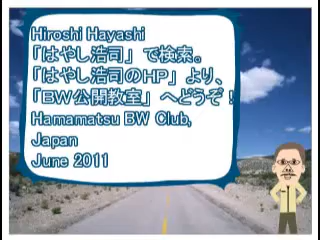 Hiroshi Hayashi
「はやし浩司」で検索。
「はやし浩司のHP」より、
「BW公開教室」へどうぞ！
Hamamatsu BW Club,
Japan
June 2011